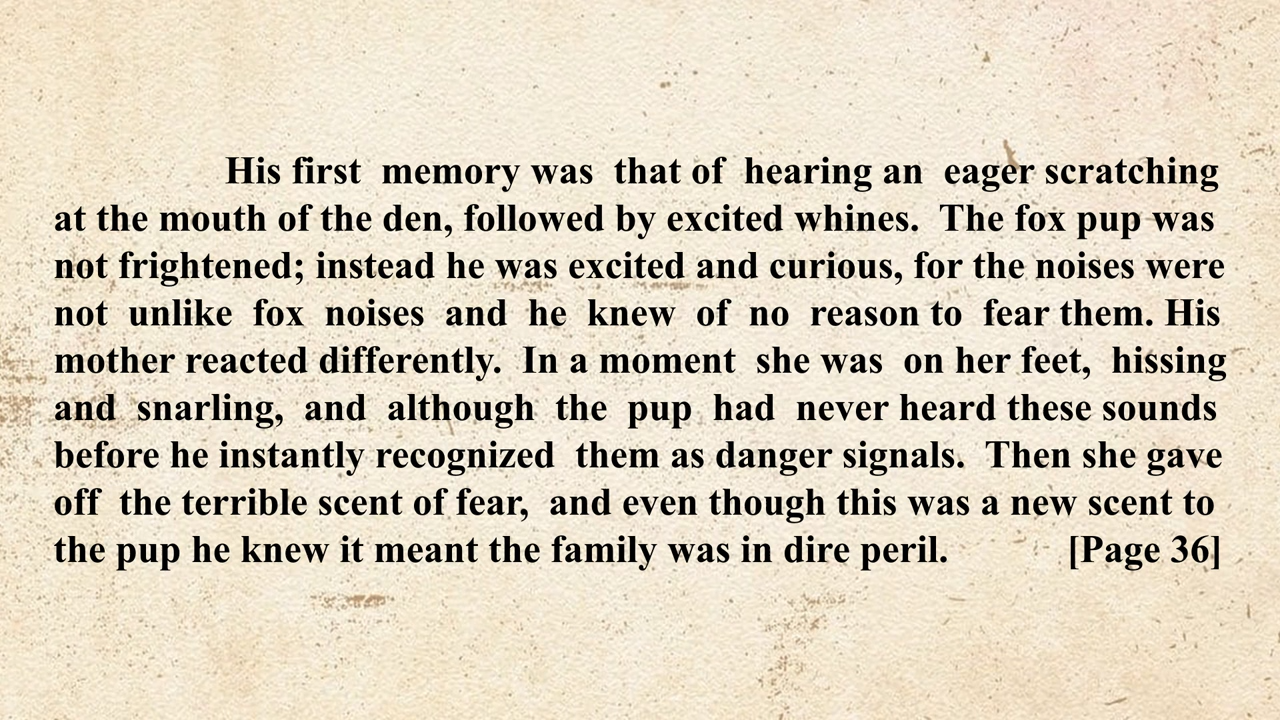 His first memory was that of hearing an eager scratching
at the mouth of the den, followed by excited whines. The fox pup was
not frightened; instead he was excited and curious, for the noises were
not unlike fox noises and he knew of no reason to fear them. His
mother reacted differently. In a moment she was on her feet, hissing
and snarling, and although the pup had never heard these sounds
before he instantly recognized them as danger signals. Then she gave
off the terrible scent of fear, and even though this was a new scent to
the pup he knew it meant the family was in dire peril. [Page 36]